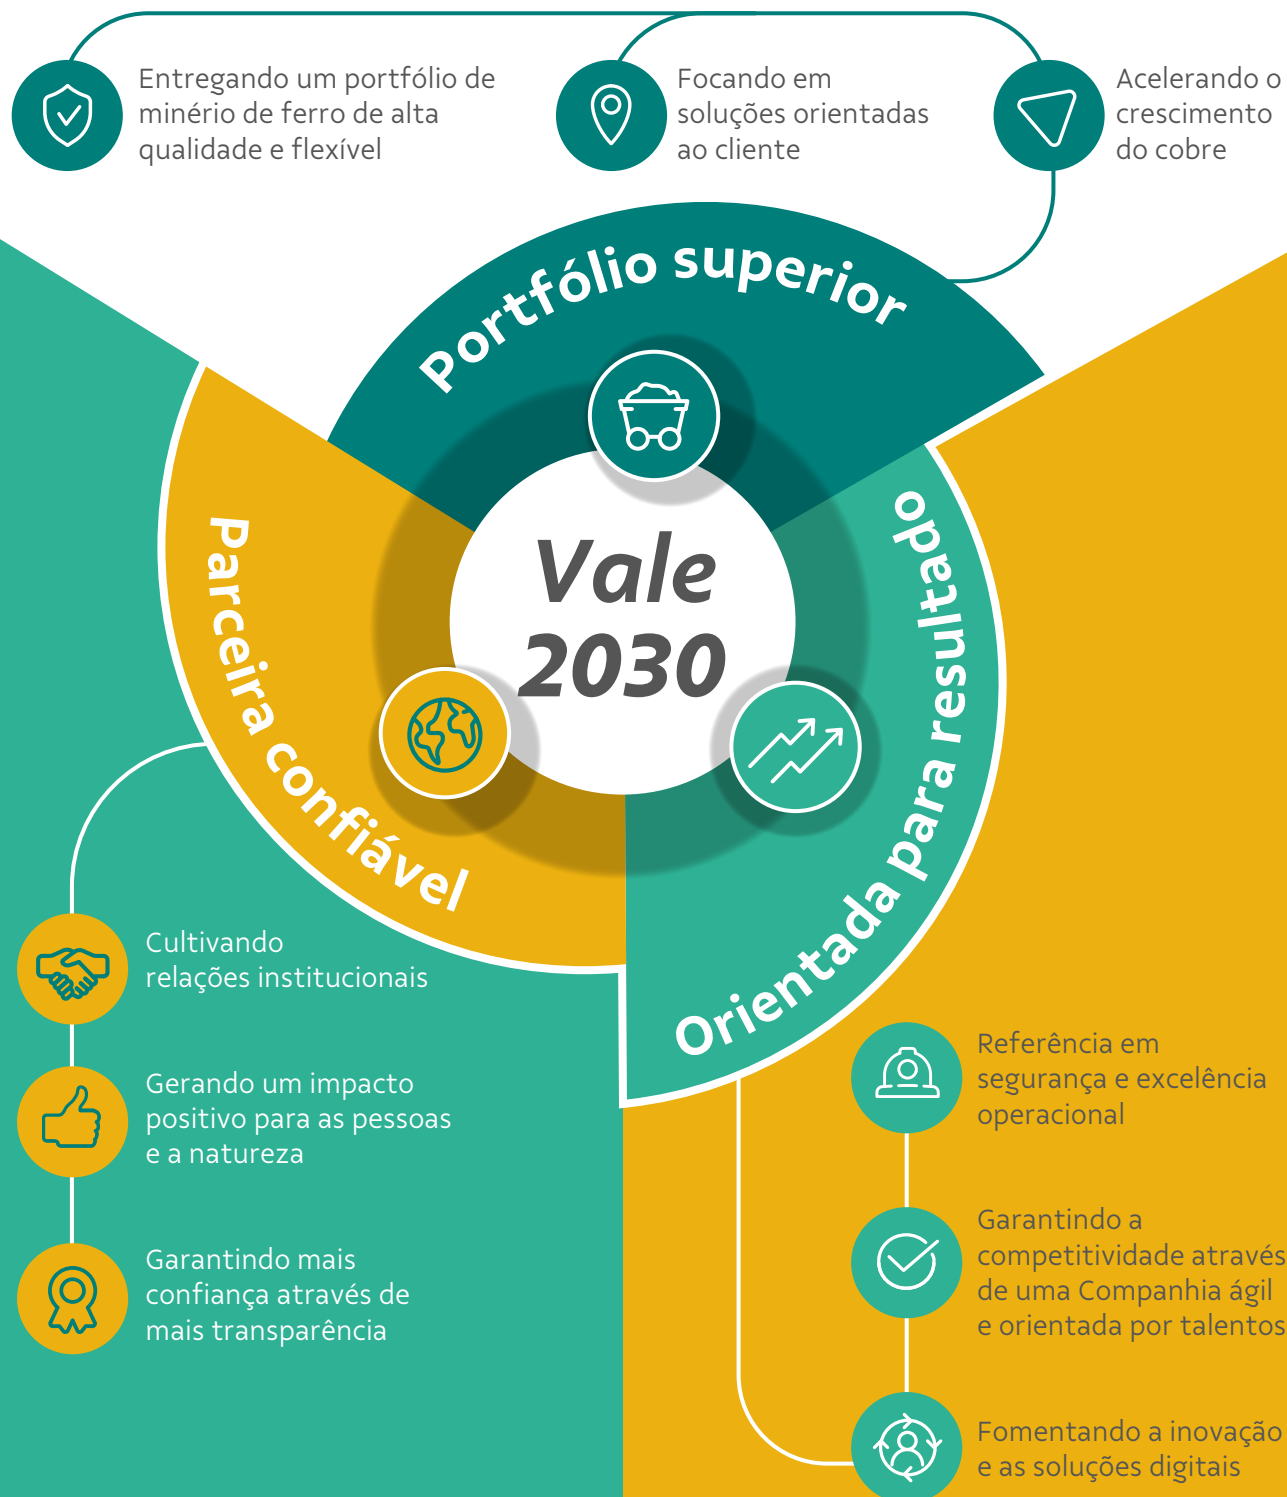 Entregando um portfólio de
minério de ferro de alta
qualidade e flexível
Focando em
soluções orientadas
ao cliente
Acelerando o
crescimento
do cobre
Portfólio superior
Vale
2030
Parceira confiável
Orientada para resultado
Cultivando
relações institucionais
Gerando um impacto
positivo para as pessoas
e a natureza
Garantindo mais
confiança através de
mais transparência
Referência em
segurança e excelência
operacional
Garantindo a
competitividade através
de uma Companhia ágil
e orientada por talentos
Fomentando a inovação
e as soluções digitais